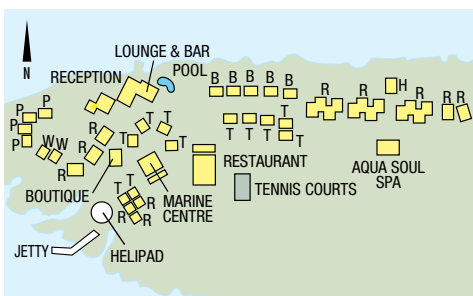 LOUNGE & BAR
N
RECEPTION
POOL
B B B B B
R R R H R R
P P P P
W W
R R R
T T T T
T T T T T
RESTAURANT
AQUA SOUL
SPA
BOUTIQUE
T T
R R R
MARINE
CENTRE
TENNIS COURTS
JETTY
HELIPAD